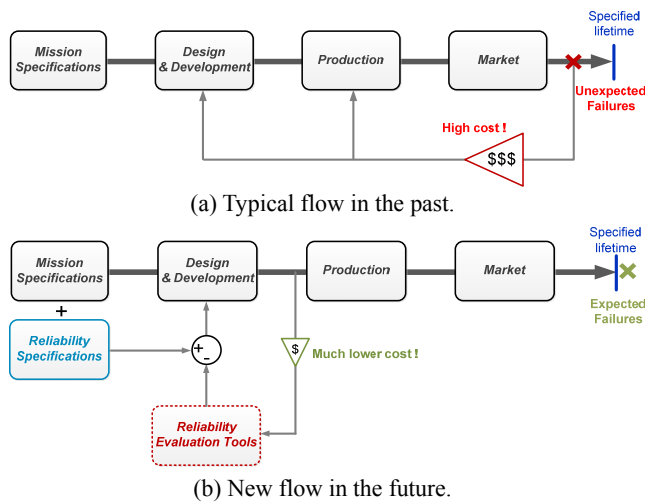 Specified
lifetime
Mission
Specifications
Design
& Development
Production
Market
Unexpected
Failures
High cost !
$$$
(a) Typical flow in the past.
Specified
lifetime
Mission
Specifications
Design
& Development
Production
Market
Expected
Failures
+
Reliability
Specifications
+
-
$
Much lower cost !
Reliability
Evaluation Tools
(b) New flow in the future.